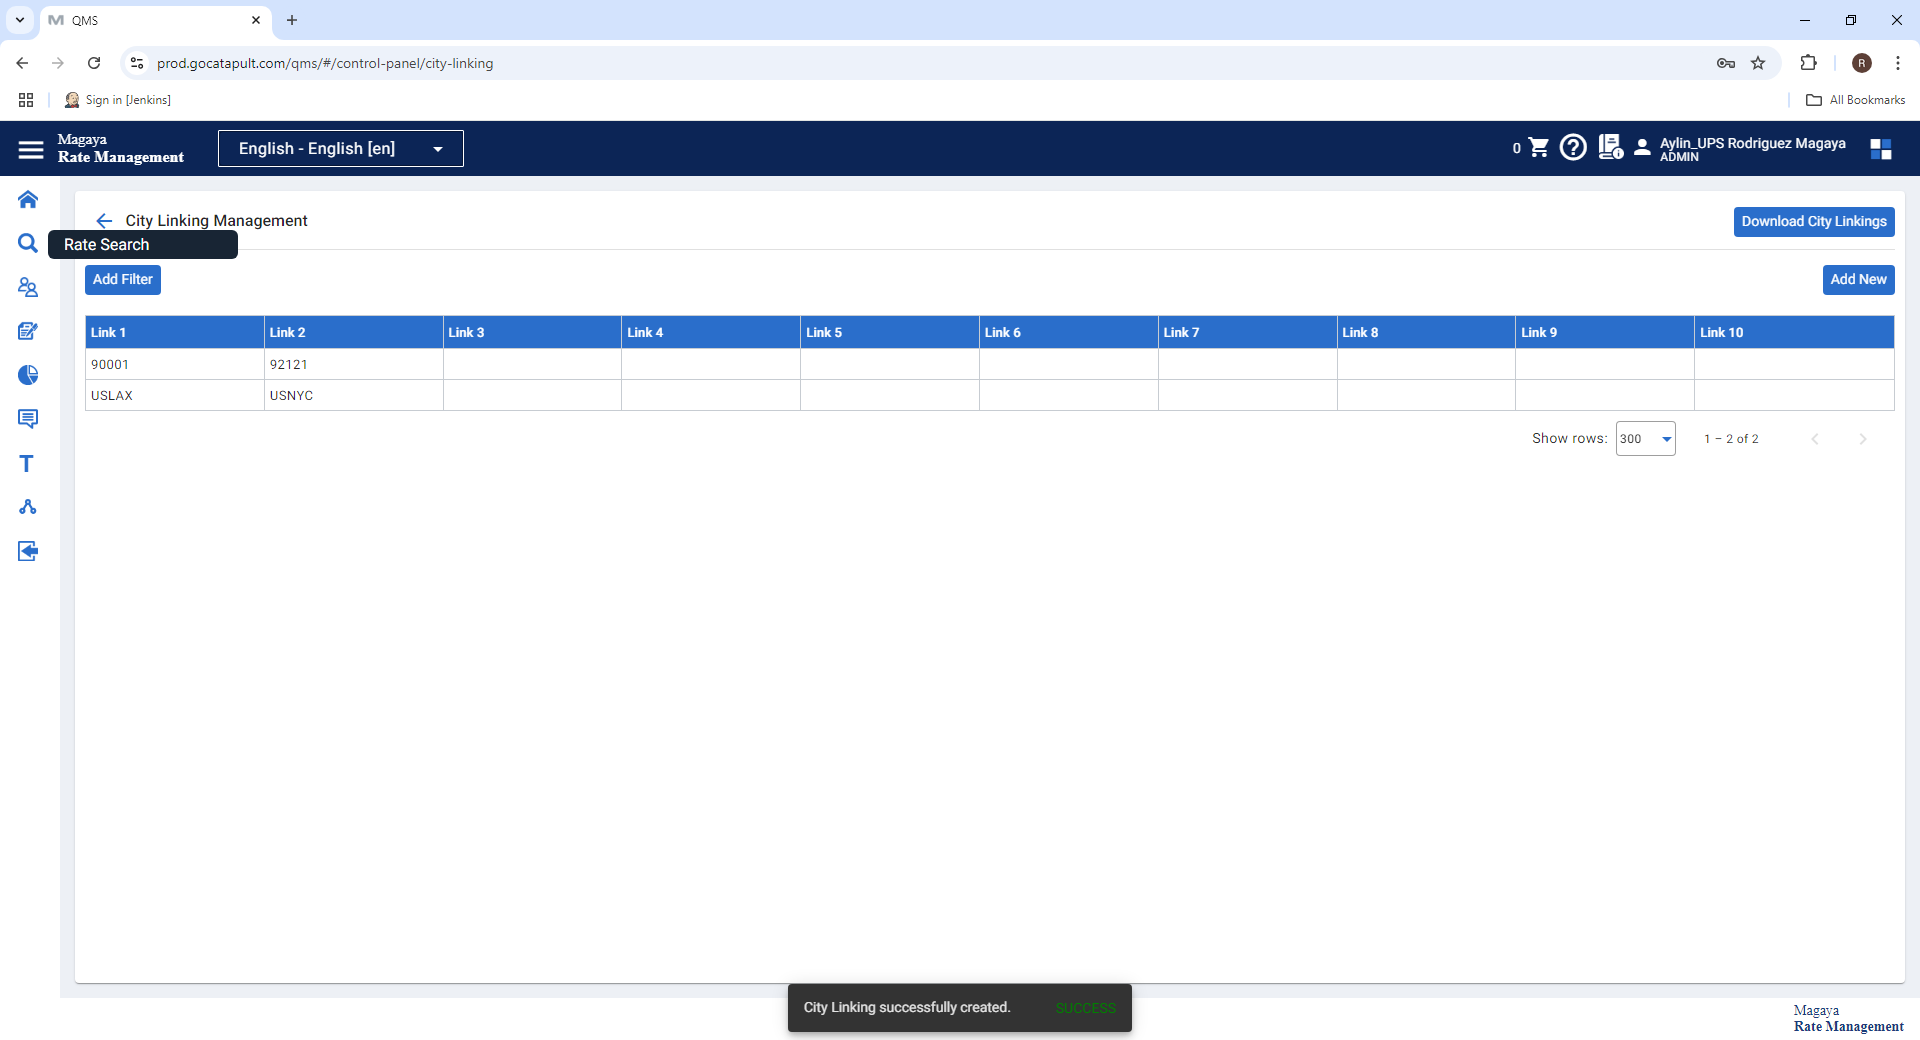 QMS
prod.gocatapult.com/qms/#/control-panel/city-linking
R
Sign in [Jenkins]
All Bookmarks
Magaya
Rate Management
English - English [en]
0
Aylin_UPS Rodriguez Magaya
ADMIN
City Linking Management
Download City Linkings
Rate Search
Add Filter
Add New
Link 1 Link 2 Link 3 Link 4 Link 5 Link 6 Link 7 Link 8 Link 9 Link 10
90001 92121
USLAX USNYC
Show rows: 300 1 – 2 of 2
City Linking successfully created. SUCCESS
Magaya
Rate Management